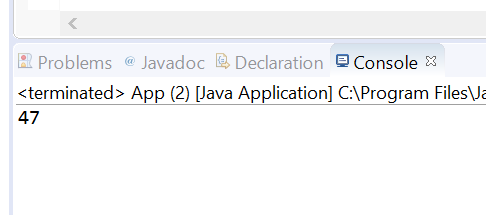 Problems @ Javadoc Declaration Console
<terminated> App (2) [Java Application] C:\Program Files\Ja
47